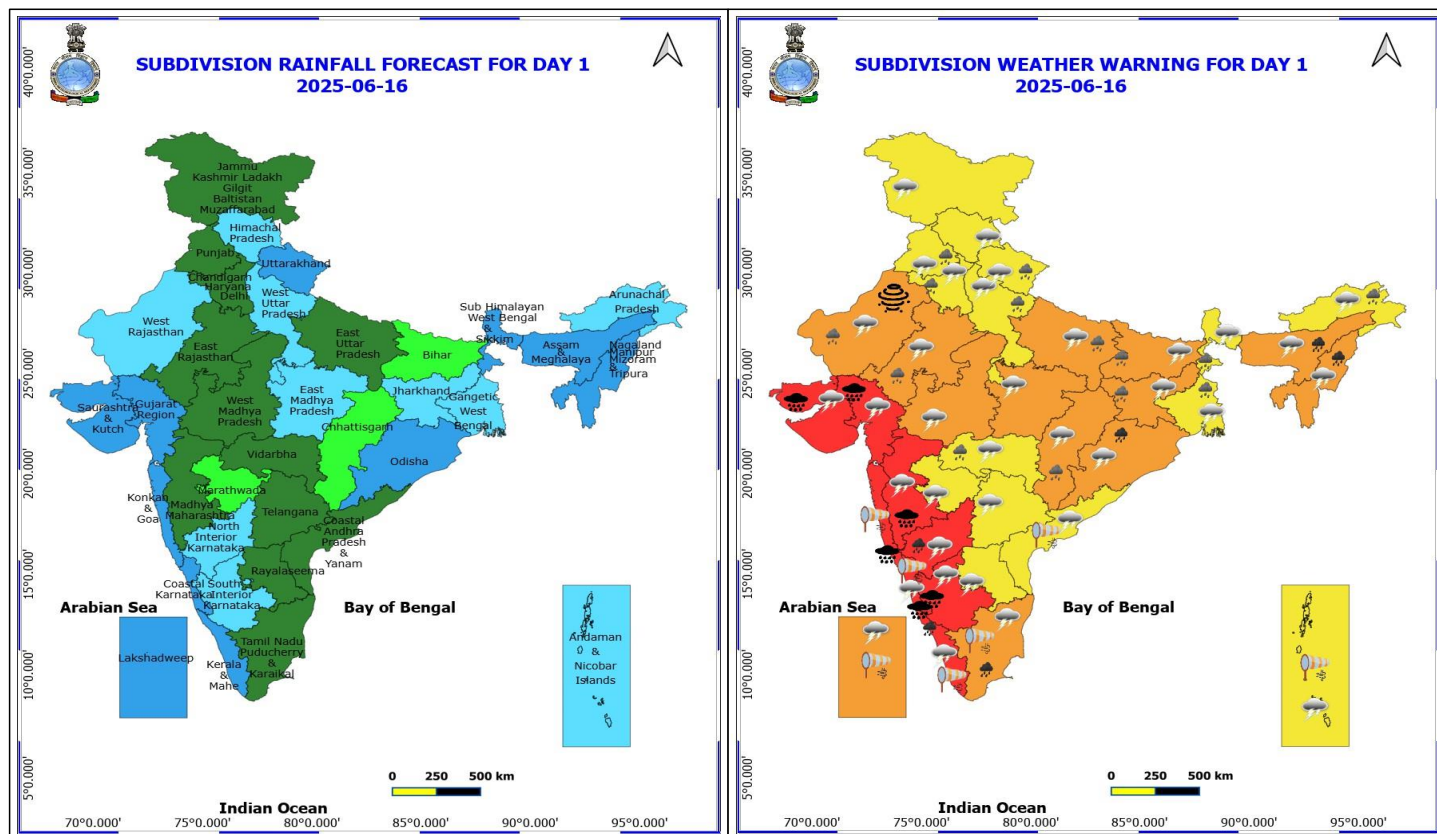 SUBDIVISION RAINFALL FORECAST FOR DAY 1
2025-06-16
40°0.000'
35°0.000'
30°0.000'
25°0.000'
20°0.000'
15°0.000'
10°0.000'
5°0.000'
Jammu
Kashmir Ladakh
Gilgit
Baltistan
Muzaffarabad
Himachal
Pradesh
Punjab
Uttarakhand
Chandigarh
Haryana
Delhi
West
Uttar
Pradesh
West
Rajasthan
East
Rajasthan
East
Uttar
Pradesh
Bihar
Sub Himalayan
West Bengal
&
Sikkim
Arunachal
Pradesh
Assam
&
Meghalaya
Nagaland
Manipur
Mizoram
&
Tripura
Saurashtra
&
Kutch
Gujarat
Region
West
Madhya
Pradesh
East
Madhya
Pradesh
Jharkhand
Gangetic
West
Bengal
Chhattisgarh
Odisha
Vidarbha
Konkan
&
Goa
Marathwada
Madhya
Maharashtra
North
Interior
Karnataka
Telangana
Coastal
Andhra
Pradesh
&
Yanam
Rayalaseema
Coastal
Karnataka
South
Interior
Karnataka
Arabian Sea
Bay of Bengal
Lakshadweep
Kerala
&
Mahe
Tamil Nadu
Puducherry
&
Karaikal
Andaman
&
Nicobar
Islands
0 250 500 km
Indian Ocean
70°0.000' 75°0.000' 80°0.000' 85°0.000' 90°0.000' 95°0.000'
SUBDIVISION WEATHER WARNING FOR DAY 1
2025-06-16
40°0.000'
35°0.000'
30°0.000'
25°0.000'
20°0.000'
15°0.000'
10°0.000'
5°0.000'
Arabian Sea
Bay of Bengal
0 250 500 km
Indian Ocean
70°0.000' 75°0.000' 80°0.000' 85°0.000' 90°0.000' 95°0.000'